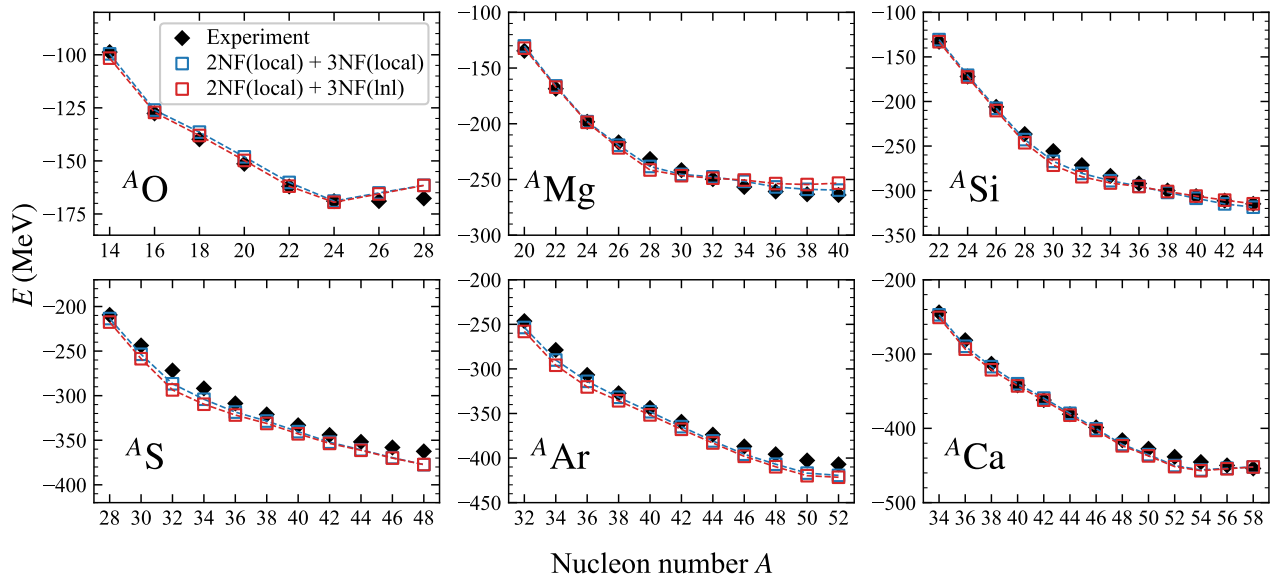 Experiment
2NF(local) + 3NF(local)
2NF(local) + 3NF(lnl)
−100
−125
−150
−175
ᴬO
14 16 18 20 22 24 26 28
−100
−150
−200
−250
−300
ᴬMg
20 22 24 26 28 30 32 34 36 38 40
−100
−150
−200
−250
−300
−350
ᴬSi
22 24 26 28 30 32 34 36 38 40 42 44
E (MeV)
−200
−250
−300
−350
−400
ᴬS
28 30 32 34 36 38 40 42 44 46 48
−200
−250
−300
−350
−400
−450
ᴬAr
32 34 36 38 40 42 44 46 48 50 52
−200
−300
−400
−500
ᴬCa
34 36 38 40 42 44 46 48 50 52 54 56 58
Nucleon number A